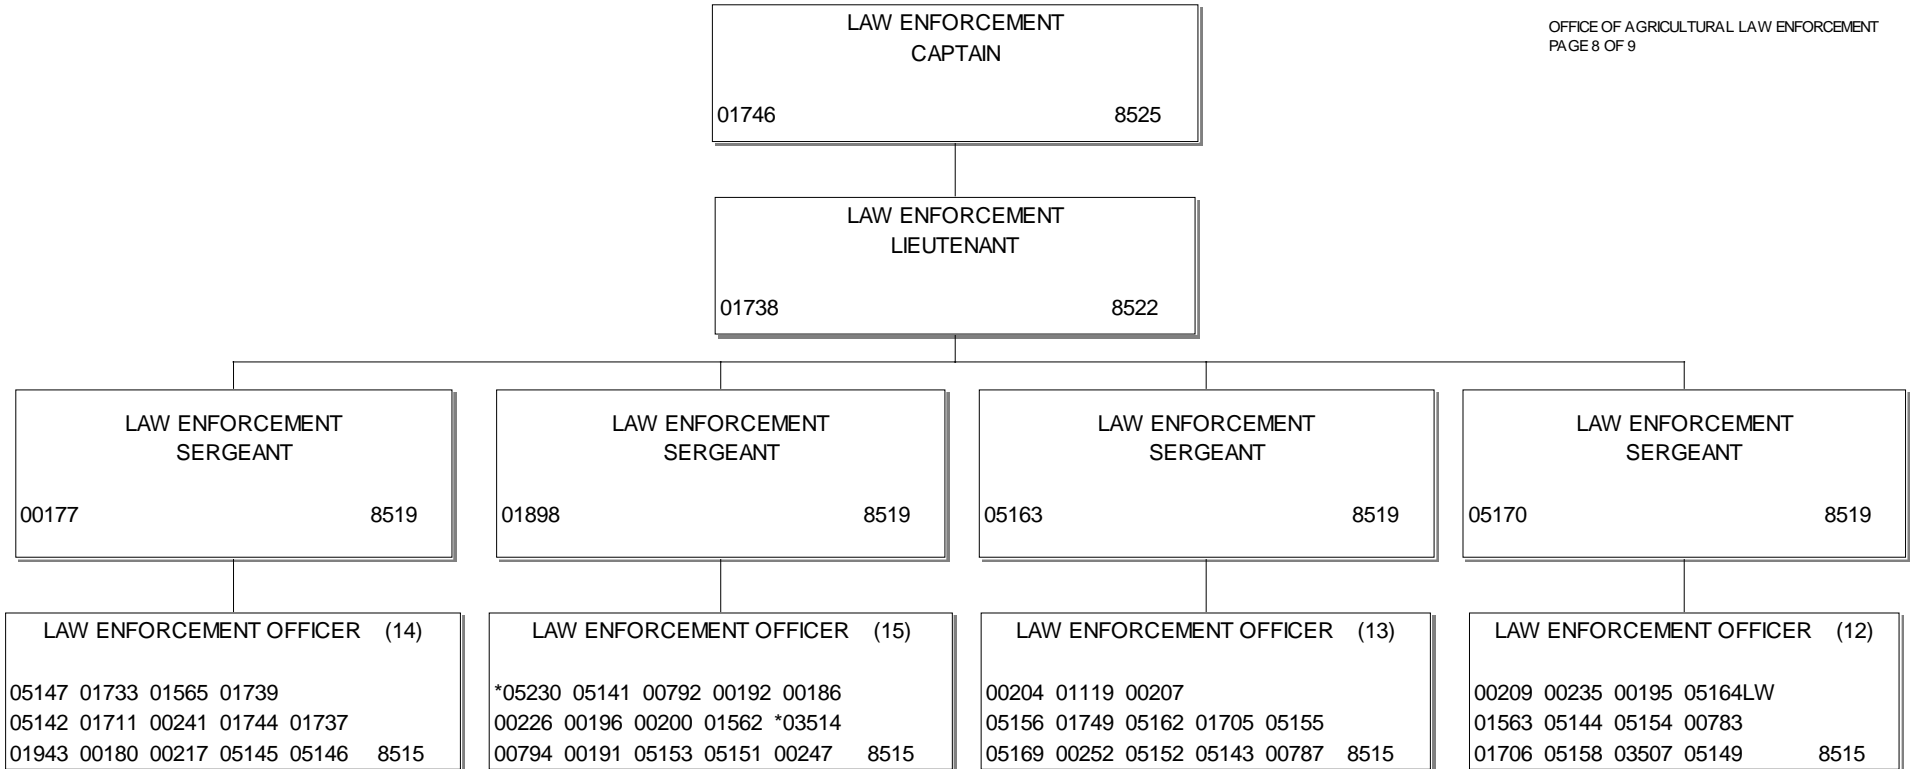 OFFICE OF AGRICULTURAL LAW ENFORCEMENT
PAGE 8 OF 9
LAW ENFORCEMENT
CAPTAIN
01746 8525
LAW ENFORCEMENT
LIEUTENANT
01738 8522
LAW ENFORCEMENT
SERGEANT
00177 8519
LAW ENFORCEMENT
SERGEANT
01898 8519
LAW ENFORCEMENT
SERGEANT
05163 8519
LAW ENFORCEMENT
SERGEANT
05170 8519
LAW ENFORCEMENT OFFICER (14)
05147 01733 01565 01739
05142 01711 00241 01744 01737
01943 00180 00217 05145 05146 8515
LAW ENFORCEMENT OFFICER (15)
*05230 05141 00792 00192 00186
00226 00196 00200 01562 *03514
00794 00191 05153 05151 00247 8515
LAW ENFORCEMENT OFFICER (13)
00204 01119 00207
05156 01749 05162 01705 05155
05169 00252 05152 05143 00787 8515
LAW ENFORCEMENT OFFICER (12)
00209 00235 00195 05164LW
01563 05144 05154 00783
01706 05158 03507 05149 8515